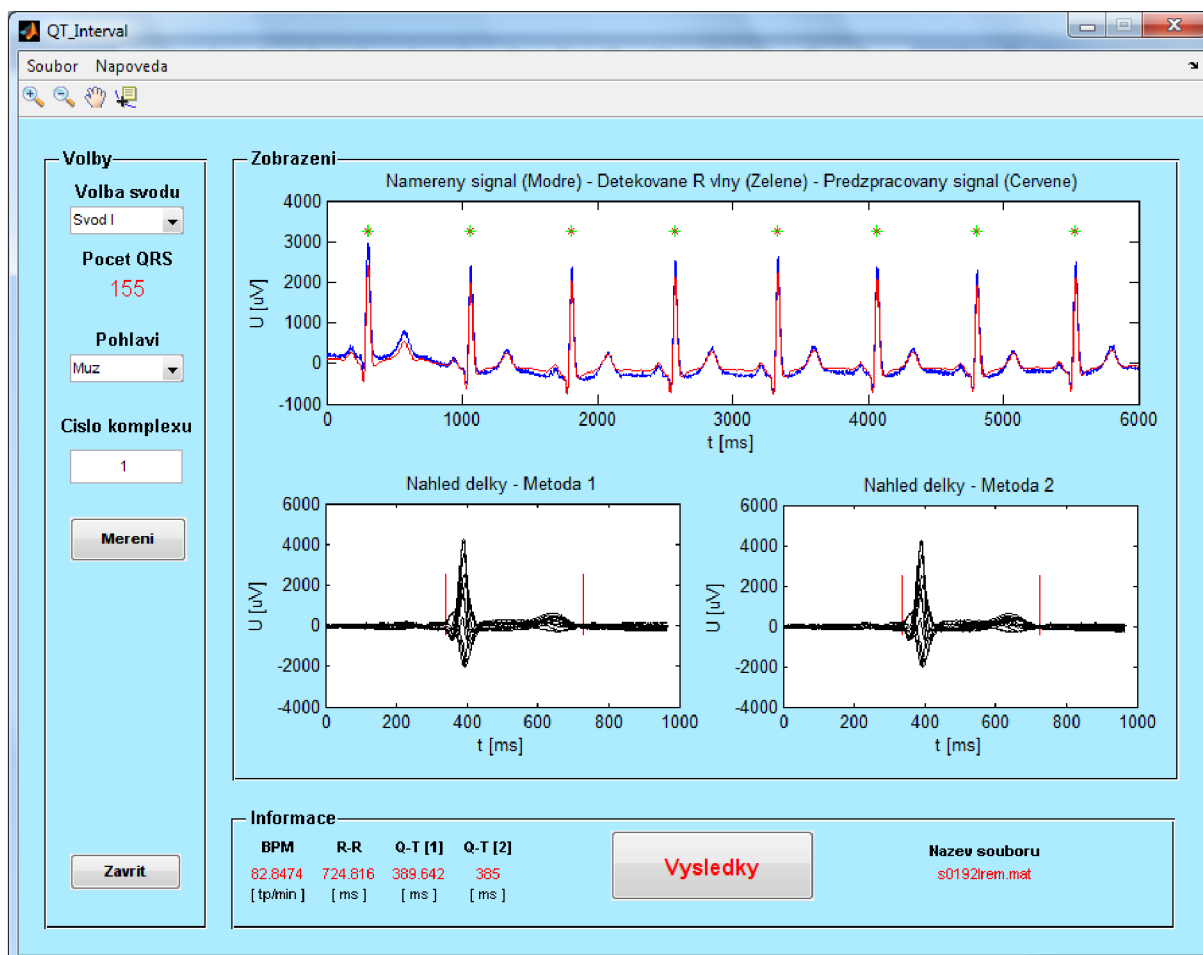 QT_Interval
Soubor Napoveda
Volby
Volba svodu
Svod I
Pocet QRS
155
Pohlavi
Muz
Cislo komplexu
1
Mereni
Zavrit
Zobrazeni
Namereny signal (Modre) - Detekovane R vlny (Zelene) - Predzpracovany signal (Cervene)
4000
3000
2000
1000
0
-1000
U [uV]
0 1000 2000 3000 4000 5000 6000
t [ms]
Nahled delky - Metoda 1
6000
4000
2000
0
-2000
-4000
U [uV]
0 200 400 600 800 1000
t [ms]
Nahled delky - Metoda 2
6000
4000
2000
0
-2000
-4000
U [uV]
0 200 400 600 800 1000
t [ms]
Informace
BPM R-R Q-T [1] Q-T [2]
82.8474 724.816 389.642 385
[ tp/min ] [ ms ] [ ms ] [ ms ]
Vysledky
Nazev souboru
s0192lrem.mat